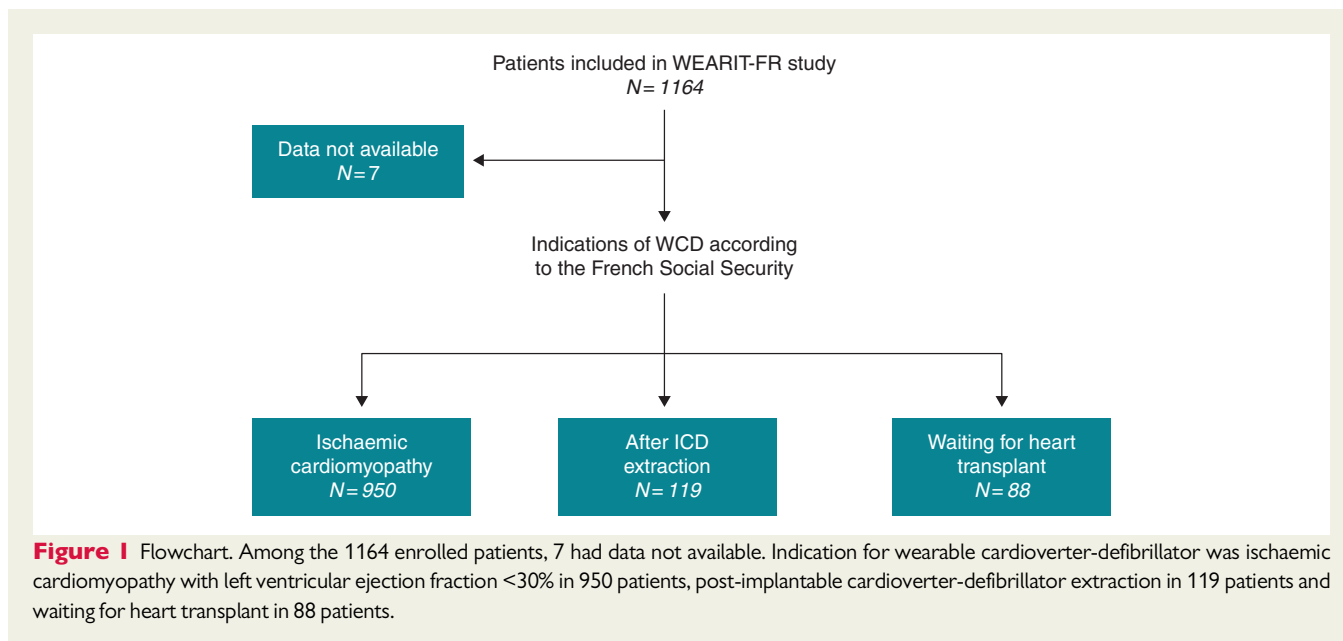 Patients included in WEARIT-FR study
N= 1164
Data not available
N= 7
Indications of WCD according
to the French Social Security
Ischaemic
cardiomyopathy
N= 950
After ICD
extraction
N= 119
Waiting for heart
transplant
N= 88
Figure 1 Flowchart. Among the 1164 enrolled patients, 7 had data not available. Indication for wearable cardioverter-defibrillator was ischaemic
cardiomyopathy with left ventricular ejection fraction <30% in 950 patients, post-implantable cardioverter-defibrillator extraction in 119 patients and
waiting for heart transplant in 88 patients.